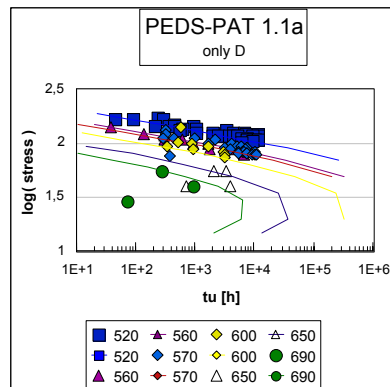 PEDS-PAT 1.1a
only D
2,5
2
1,5
1
log( stress )
1E+1 1E+2 1E+3 1E+4 1E+5 1E+6
tu [h]
520 560 600 650
520 570 600 690
560 570 650 690